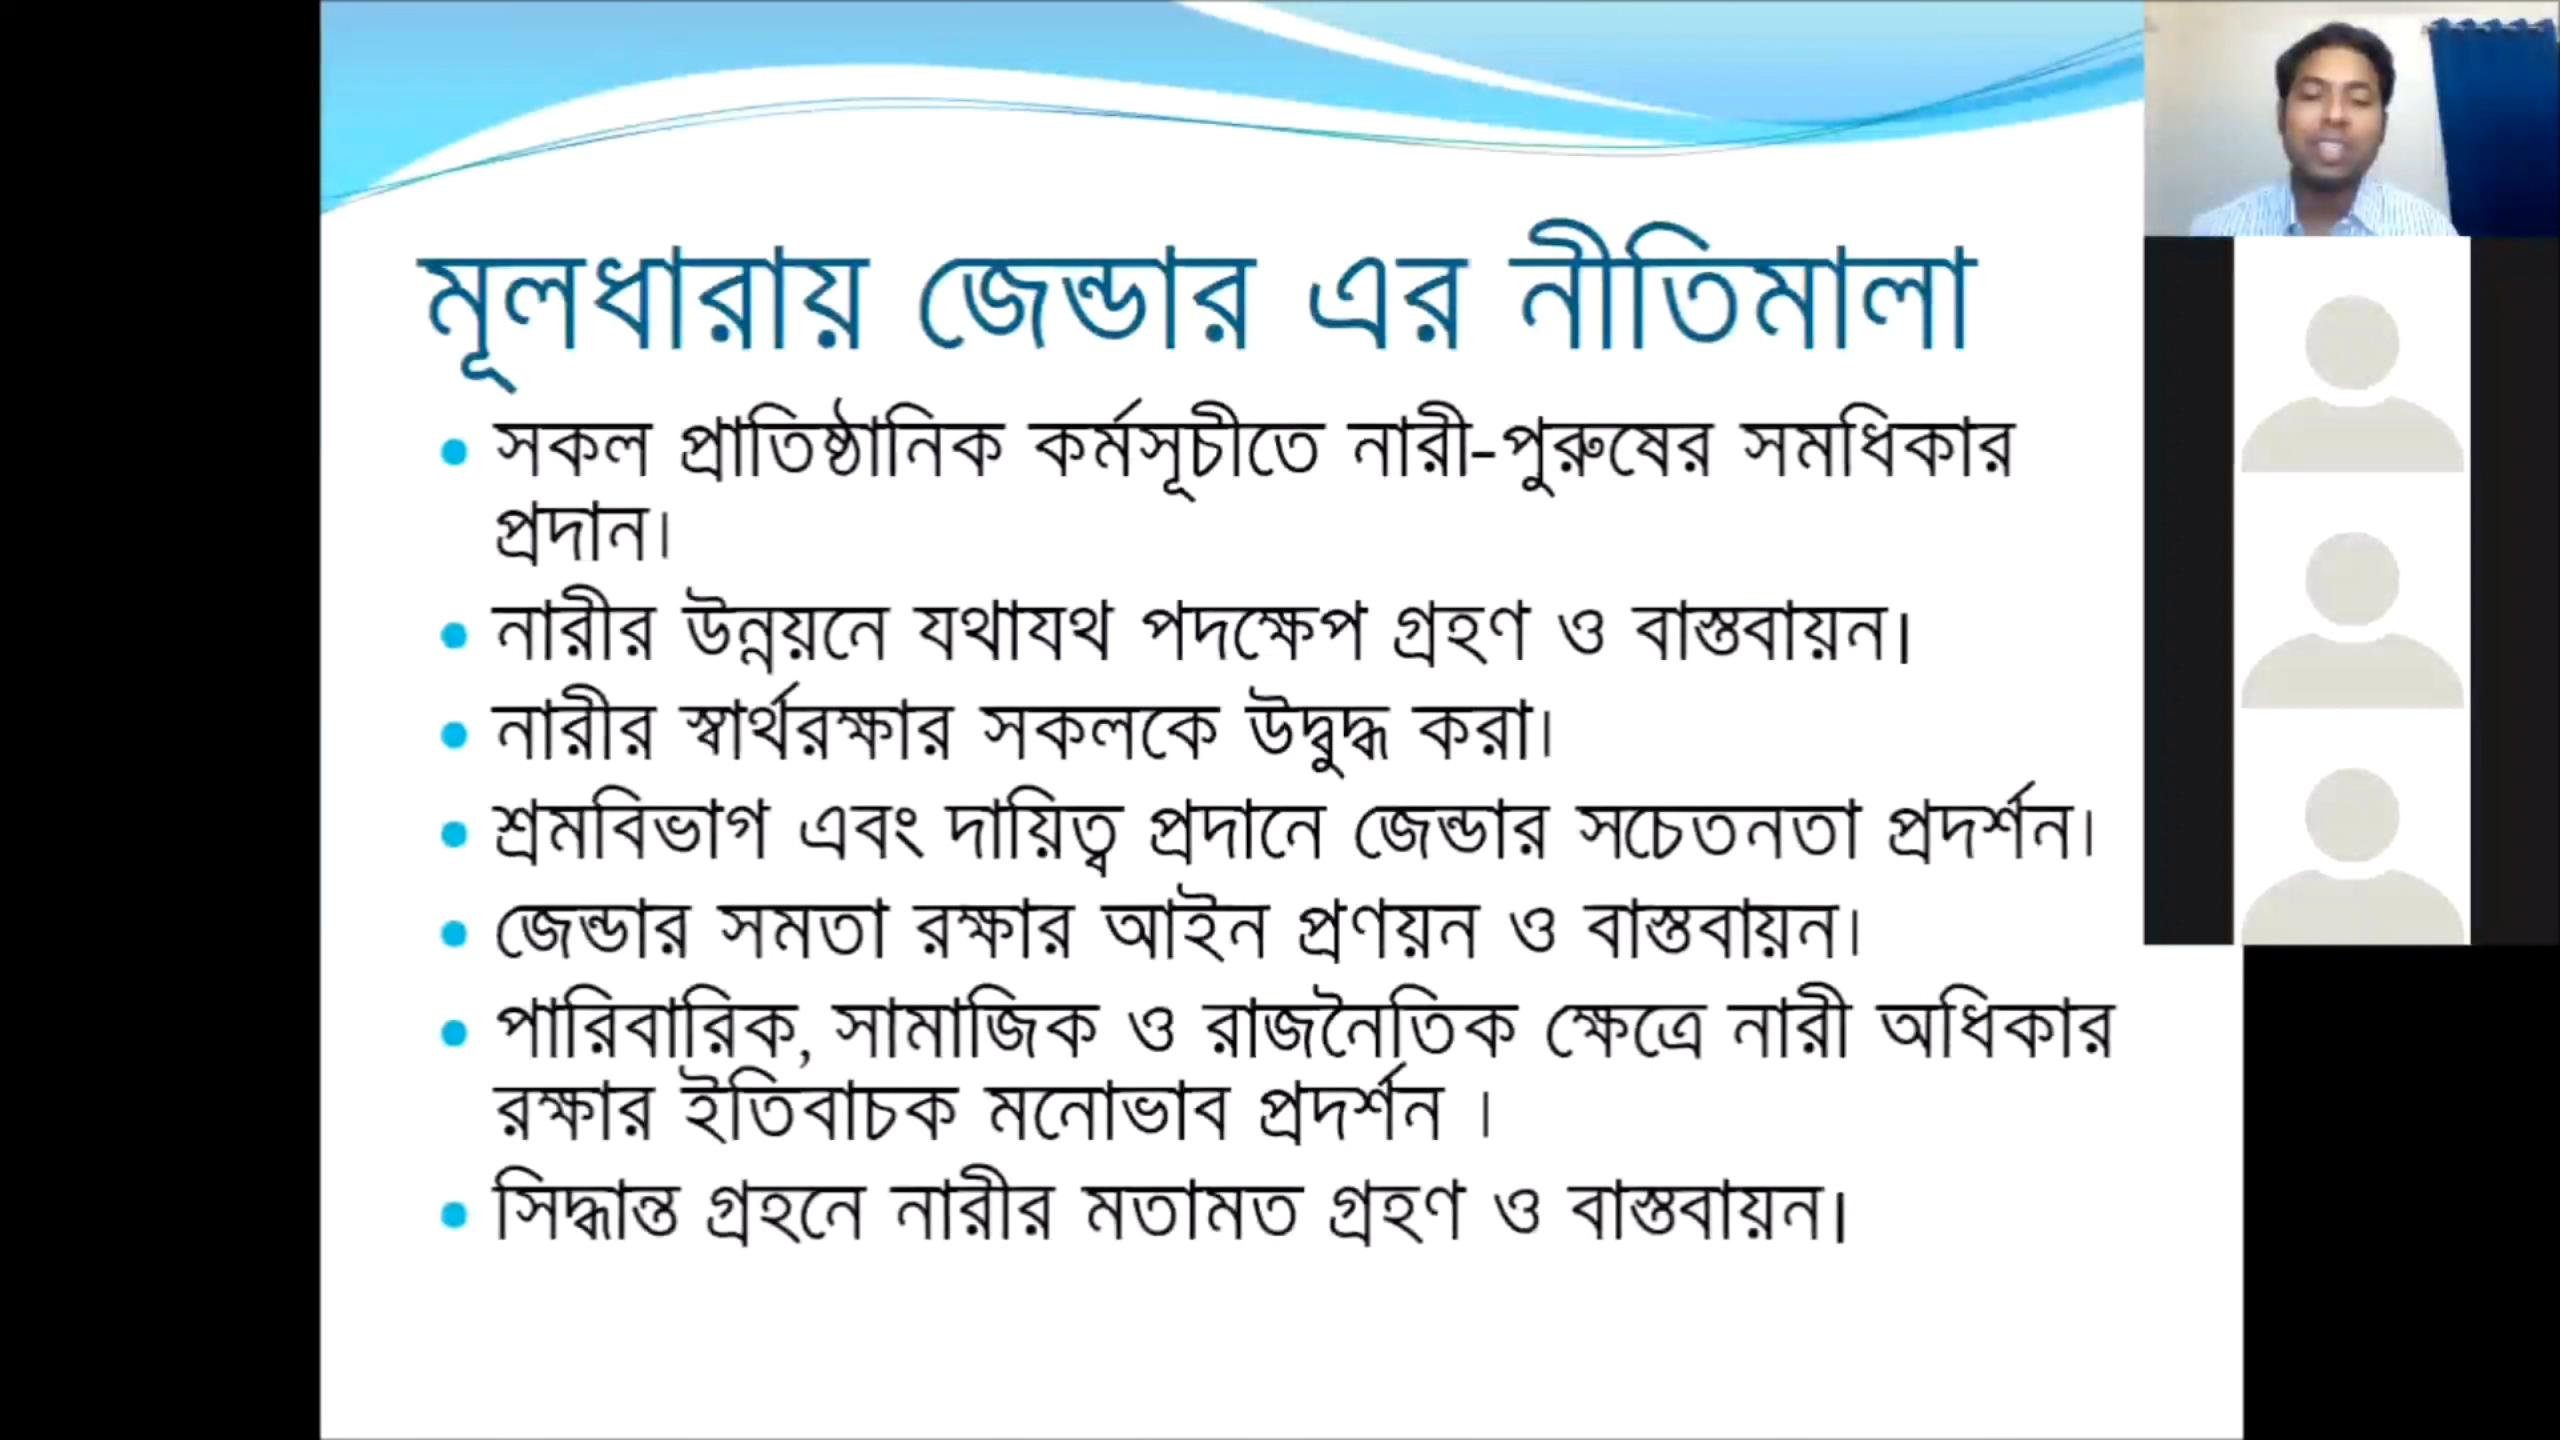 মূলধারায় জেন্ডার এর নীতিমালা
• সকল প্রাতিষ্ঠানিক কর্মসূচীতে নারী-পুরুষের সমধিকার
প্রদান।
• নারীর উন্নয়নে যথাযথ পদক্ষেপ গ্রহণ ও বাস্তবায়ন।
• নারীর স্বার্থরক্ষার সকলকে উদ্বুদ্ধ করা।
• শ্রমবিভাগ এবং দায়িত্ব প্রদানে জেন্ডার সচেতনতা প্রদর্শন।
• জেন্ডার সমতা রক্ষার আইন প্রণয়ন ও বাস্তবায়ন।
• পারিবারিক, সামাজিক ও রাজনৈতিক ক্ষেত্রে নারী অধিকার
রক্ষার ইতিবাচক মনোভাব প্রদর্শন ।
• সিদ্ধান্ত গ্রহনে নারীর মতামত গ্রহণ ও বাস্তবায়ন।